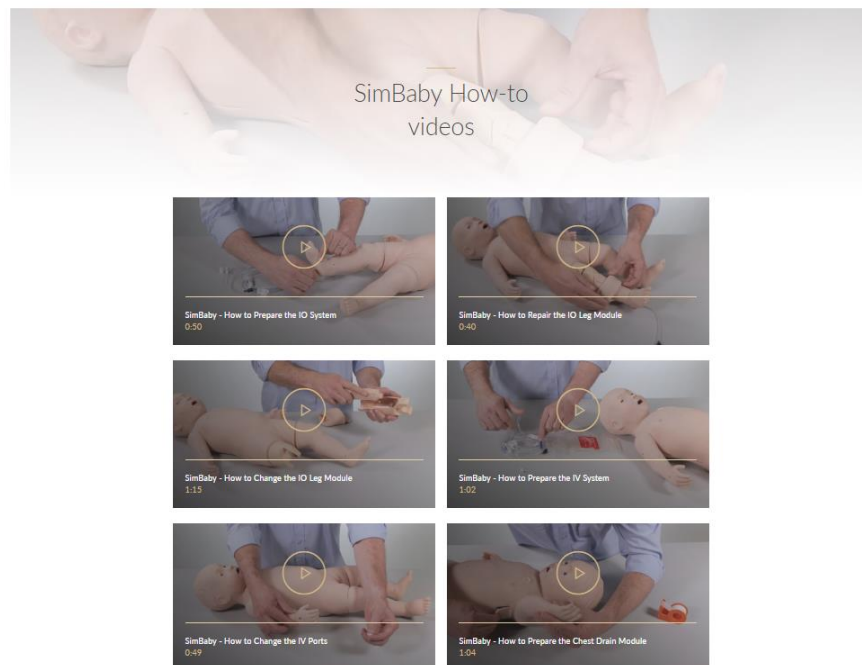 SimBaby How-to
videos
SimBaby - How to Prepare the IO System
0:50
SimBaby - How to Repair the IO Leg Module
0:40
SimBaby - How to Change the IO Leg Module
1:15
SimBaby - How to Prepare the IV System
1:02
SimBaby - How to Change the IV Ports
0:49
SimBaby - How to Prepare the Chest Drain Module
1:04